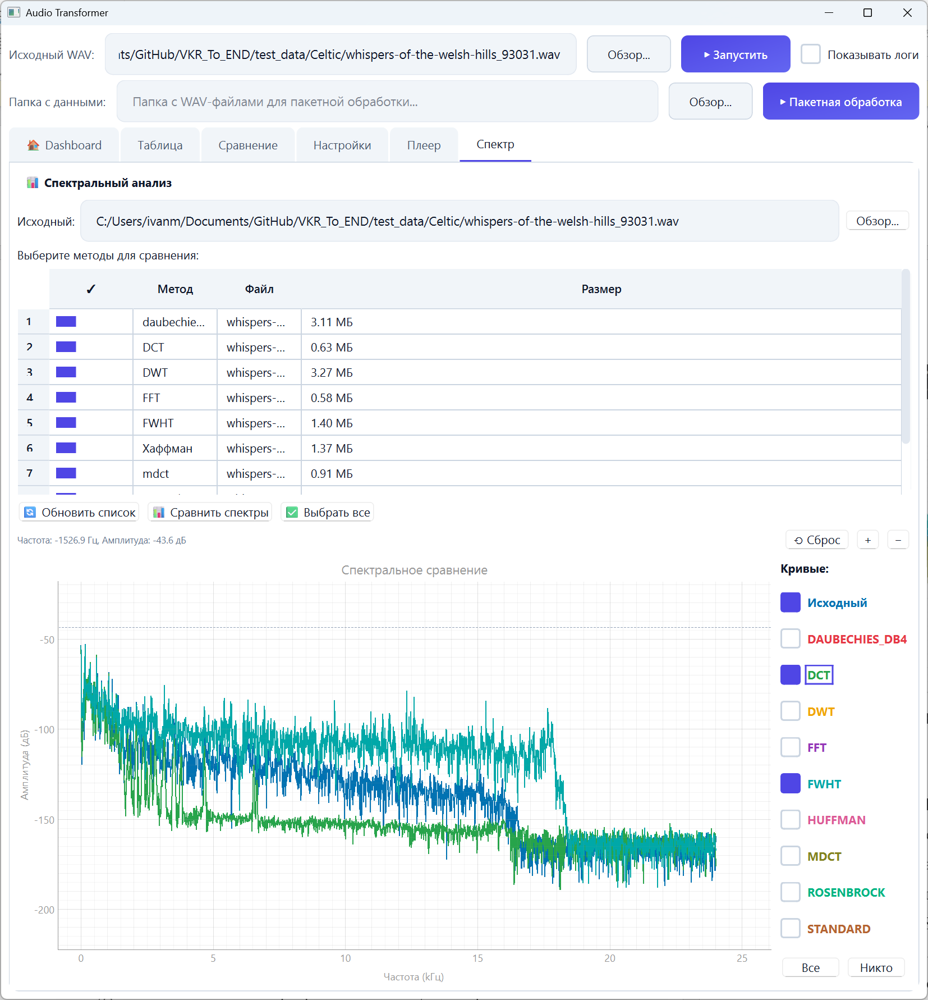 Audio Transformer
Исходный WAV: ıts/GitHub/VKR_To_END/test_data/Celtic/whispers-of-the-welsh-hills_93031.wav Обзор... Запустить Показывать логи
Папка с данными: Папка с WAV-файлами для пакетной обработки... Обзор... Пакетная обработка
Dashboard Таблица Сравнение Настройки Плеер Спектр
Спектральный анализ
Исходный: C:/Users/ivanm/Documents/GitHub/VKR_To_END/test_data/Celtic/whispers-of-the-welsh-hills_93031.wav Обзор...
Выберите методы для сравнения:
✓ Метод Файл Размер
1 daubechie... whispers-... 3.11 МБ
2 DCT whispers-... 0.63 МБ
3 DWT whispers-... 3.27 МБ
4 FFT whispers-... 0.58 МБ
5 FWHT whispers-... 1.40 МБ
6 Хаффман whispers-... 1.37 МБ
7 mdct whispers-... 0.91 МБ
Обновить список Сравнить спектры Выбрать все
Частота: -1526.9 Гц, Амплитуда: -43.6 дБ ⟲ Сброс + −
Спектральное сравнение
Амплитуда (дБ)
-50
-100
-150
-200
0 5 10 15 20 25
Частота (kГц)
Кривые:
Исходный
DAUBECHIES_DB4
DCT
DWT
FFT
FWHT
HUFFMAN
MDCT
ROSENBROCK
STANDARD
Все Никто